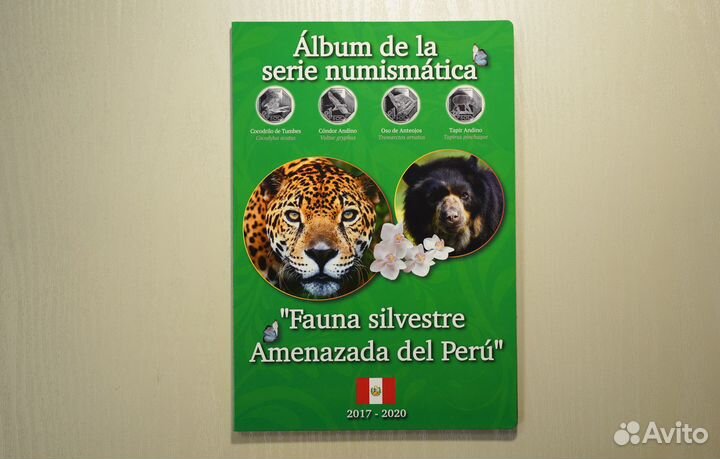 Álbum de la
serie numismática
Cocodrilo de Tumbes
Cóndor Andino
Oso de Anteojos
Tapir Andino
Crocodylus acutus
Vultur gryphus
Tremarctos ornatus
Tapirus pinchaque
"Fauna silvestre
Amenazada del Perú"
2017 - 2020
Avito